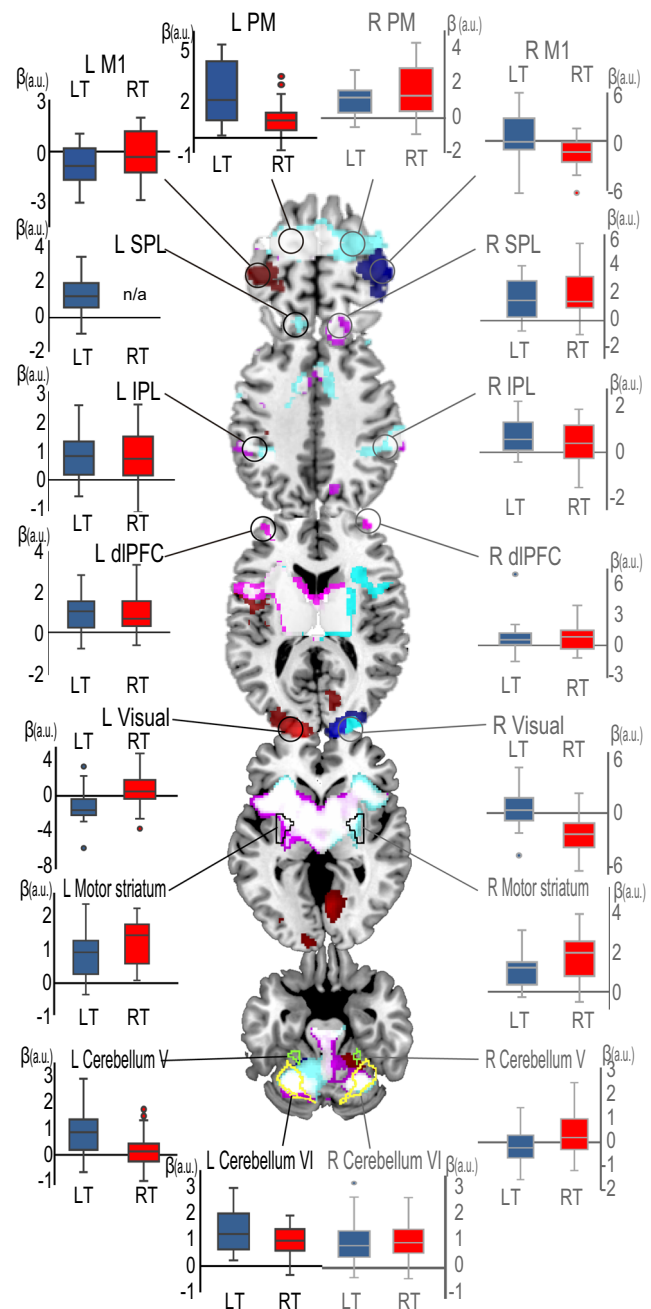 L PM
R PM
β(a.u.)
β(a.u.)
5
2
-1
LT
RT
4
2
0
-2
LT
RT
L M1
β(a.u.)
LT
RT
3
0
-3
R M1
β(a.u.)
LT
RT
6
0
-6
L SPL
β(a.u.)
4
2
0
-2
n/a
LT
RT
R SPL
β(a.u.)
6
4
2
0
-2
LT
RT
L IPL
β(a.u.)
3
2
1
0
-1
LT
RT
R IPL
β(a.u.)
2
0
-2
LT
RT
L dlPFC
β(a.u.)
4
2
0
-2
LT
RT
R dlPFC
β(a.u.)
6
3
0
-3
LT
RT
L Visual
β(a.u.)
LT
RT
4
0
-4
-8
R Visual
β(a.u.)
LT
RT
6
0
6
L Motor striatum
β(a.u.)
2
1
0
-1
LT
RT
R Motor striatum
β(a.u.)
4
2
0
LT
RT
L Cerebellum V
β(a.u.)
3
2
1
0
-1
LT
RT
R Cerebellum V
β(a.u.)
3
2
1
0
-1
2
LT
RT
L Cerebellum VI
R Cerebellum VI
β(a.u.)
β(a.u.)
3
2
1
0
-1
LT
RT
3
2
1
0
-1
LT
RT